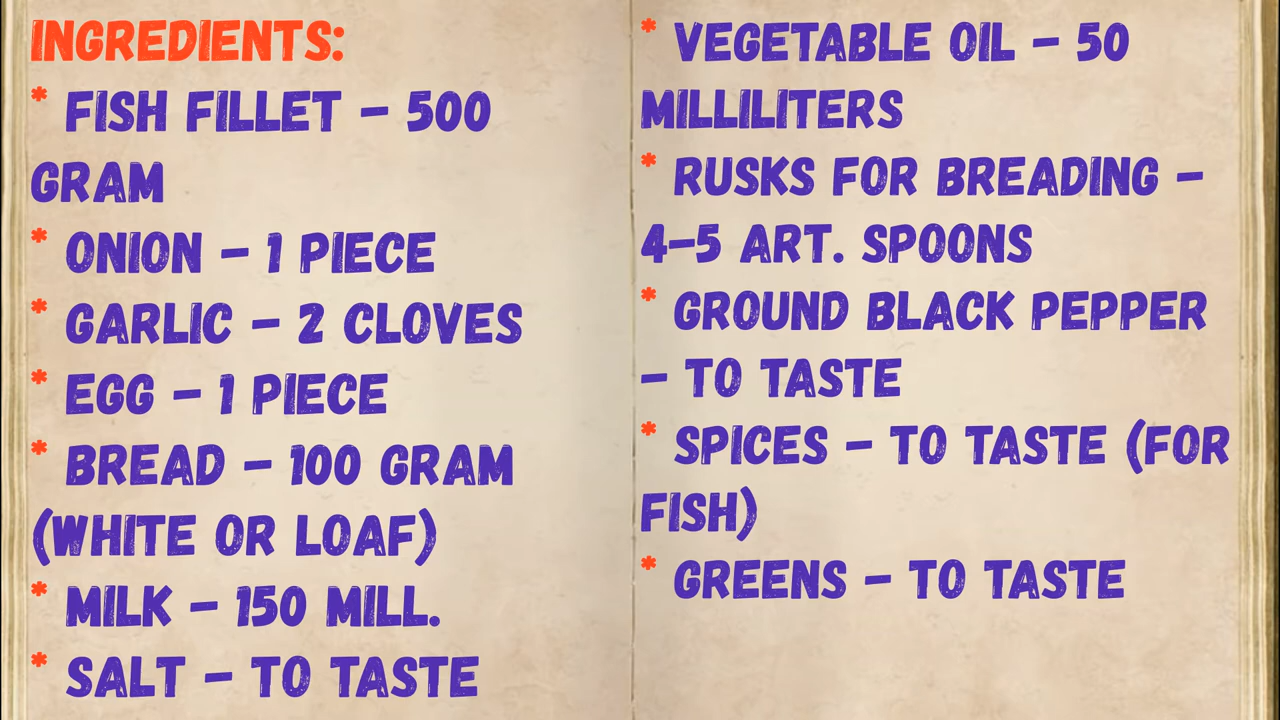 INGREDIENTS:
* FISH FILLET – 500
GRAM
* ONION – 1 PIECE
* GARLIC – 2 CLOVES
* EGG – 1 PIECE
* BREAD – 100 GRAM
(WHITE OR LOAF)
* MILK – 150 MILL.
* SALT – TO TASTE
* VEGETABLE OIL – 50
MILLILITERS
* RUSKS FOR BREADING –
4–5 ART. SPOONS
* GROUND BLACK PEPPER
– TO TASTE
* SPICES – TO TASTE (FOR
FISH)
* GREENS – TO TASTE